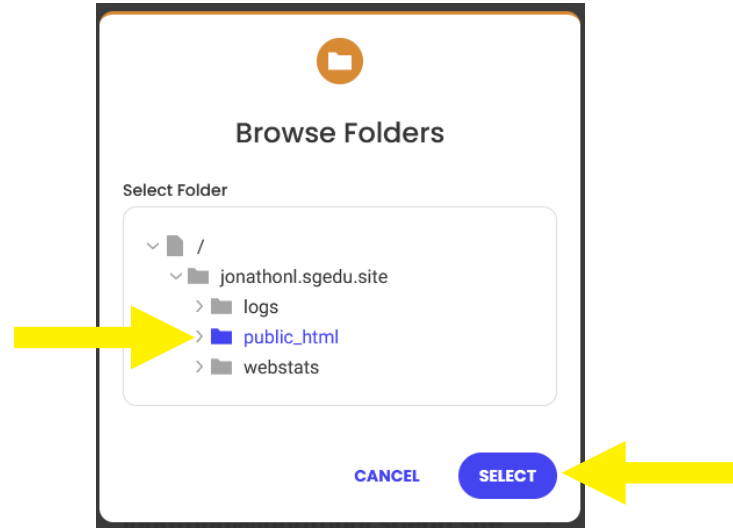 Browse Folders
Select Folder
/
jonathonl.sgedu.site
logs
public_html
webstats
CANCEL SELECT